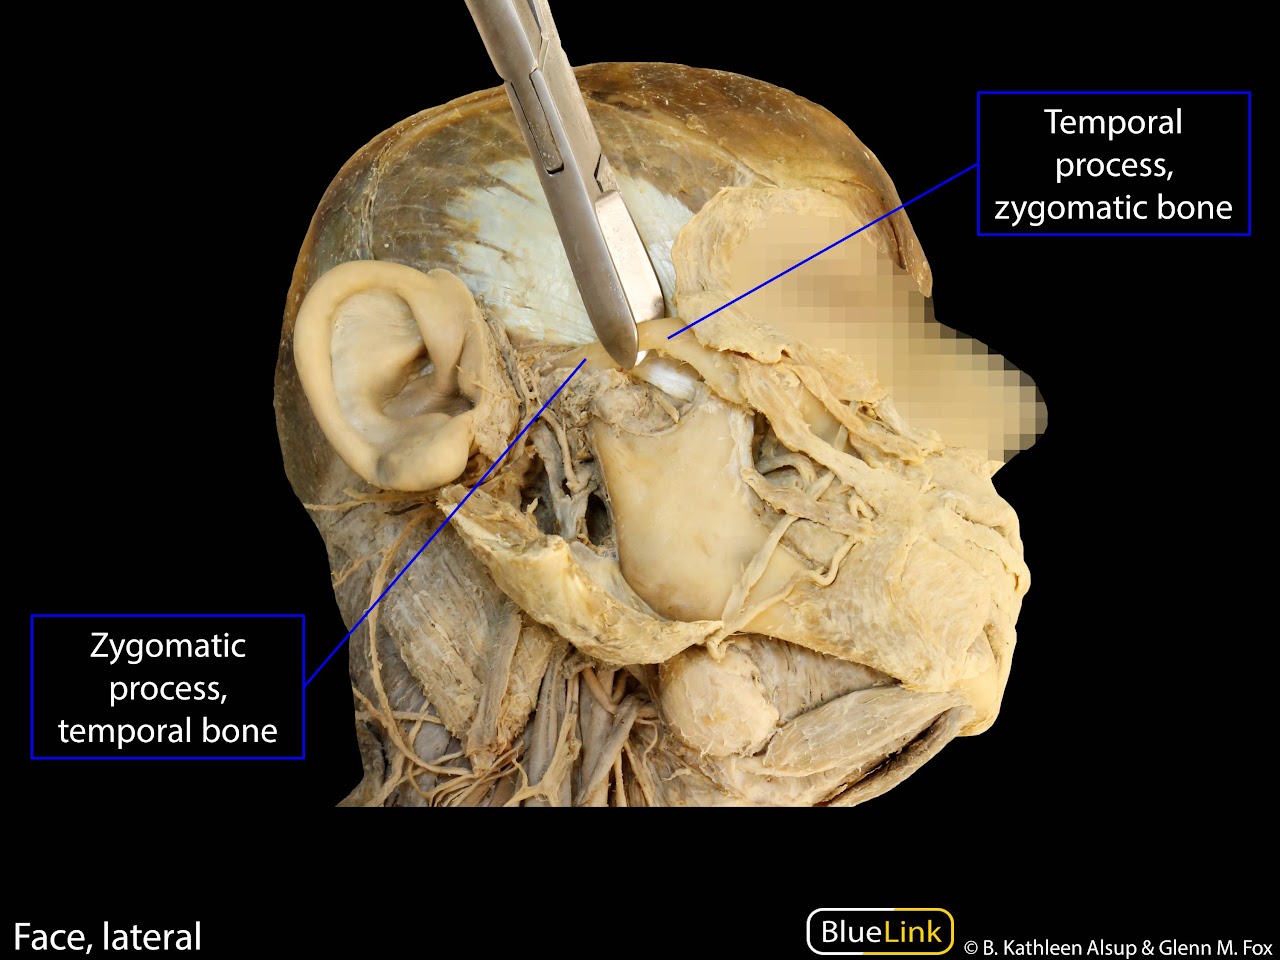 Temporal
process,
zygomatic bone
Zygomatic
process,
temporal bone
Face, lateral
BlueLink
© B. Kathleen Alsup & Glenn M. Fox